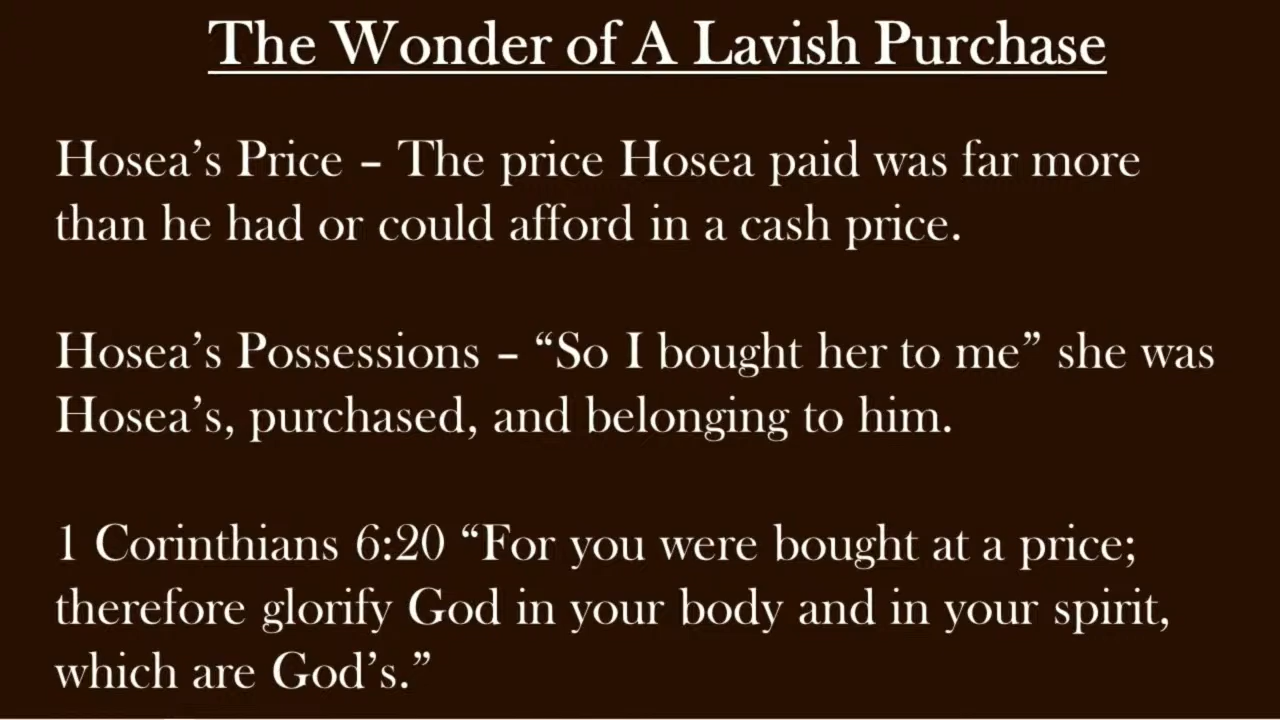 The Wonder of A Lavish Purchase
Hosea’s Price – The price Hosea paid was far more
than he had or could afford in a cash price.
Hosea’s Possessions – “So I bought her to me” she was
Hosea’s, purchased, and belonging to him.
1 Corinthians 6:20 “For you were bought at a price;
therefore glorify God in your body and in your spirit,
which are God’s.”